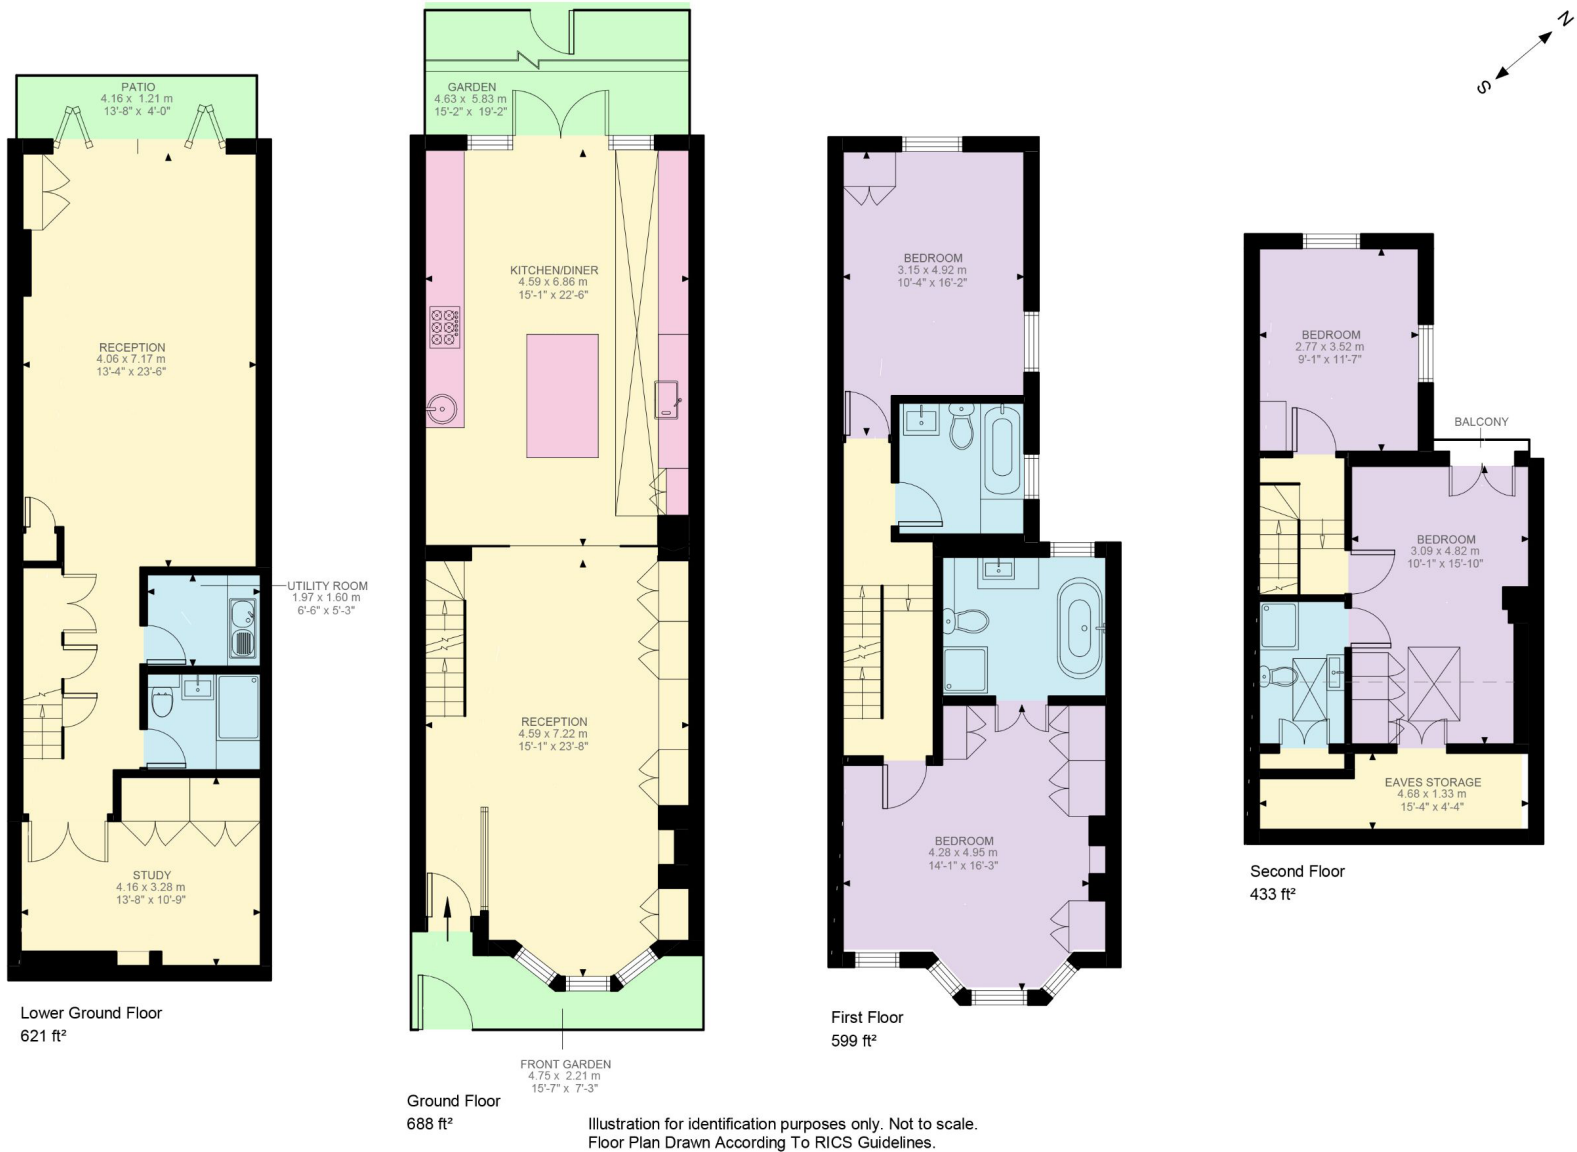 N
S
PATIO
4.16 x 1.21 m
13'-8" x 4'-0"
RECEPTION
4.06 x 7.17 m
13'-4" x 23'-6"
UTILITY ROOM
1.97 x 1.60 m
6'-6" x 5'-3"
STUDY
4.16 x 3.28 m
13'-8" x 10'-9"
Lower Ground Floor
621 ft²
GARDEN
4.63 x 5.83 m
15'-2" x 19'-2"
KITCHEN/DINER
4.59 x 6.86 m
15'-1" x 22'-6"
RECEPTION
4.59 x 7.22 m
15'-1" x 23'-8"
FRONT GARDEN
4.75 x 2.21 m
15'-7" x 7'-3"
Ground Floor
688 ft²
BEDROOM
3.15 x 4.92 m
10'-4" x 16'-2"
BEDROOM
4.28 x 4.95 m
14'-1" x 16'-3"
First Floor
599 ft²
BEDROOM
2.77 x 3.52 m
9'-1" x 11'-7"
BALCONY
BEDROOM
3.09 x 4.82 m
10'-1" x 15'-10"
EAVES STORAGE
4.68 x 1.33 m
15'-4" x 4'-4"
Second Floor
433 ft²
Illustration for identification purposes only. Not to scale.
Floor Plan Drawn According To RICS Guidelines.